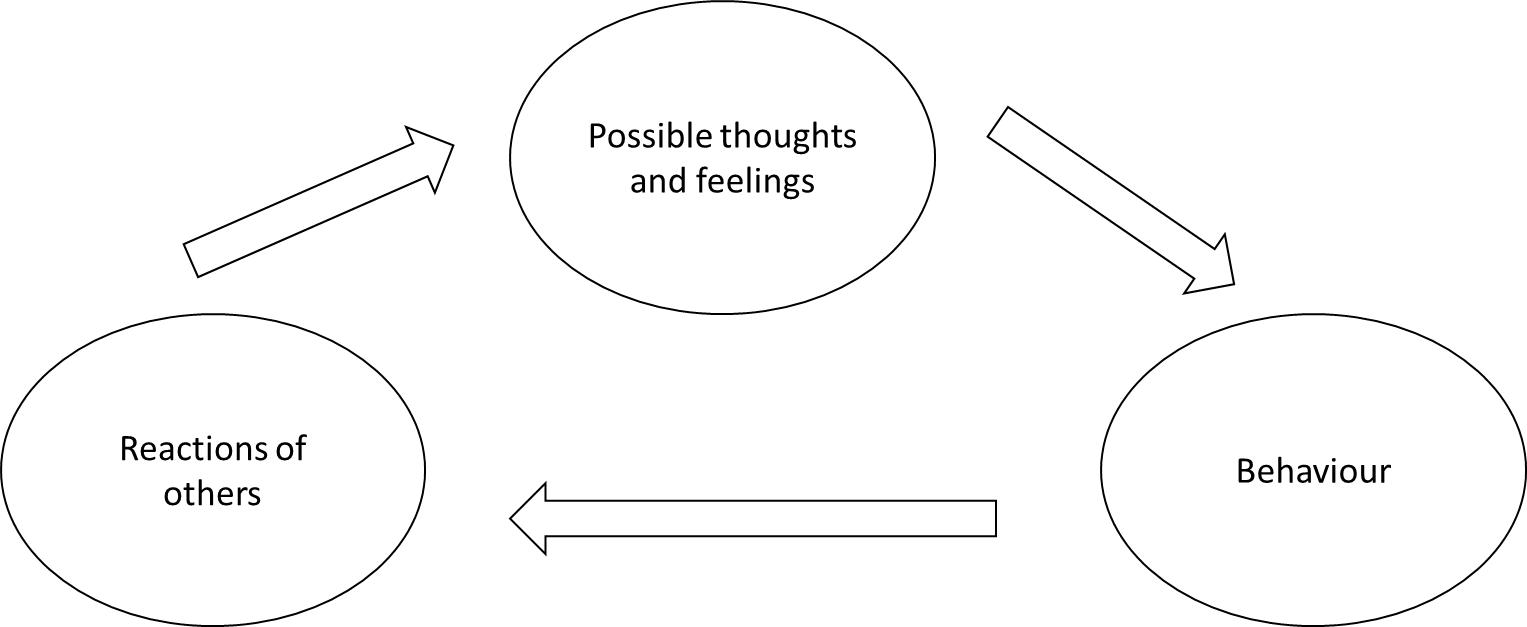 Possible thoughts
and feelings
Reactions of
others
Behaviour